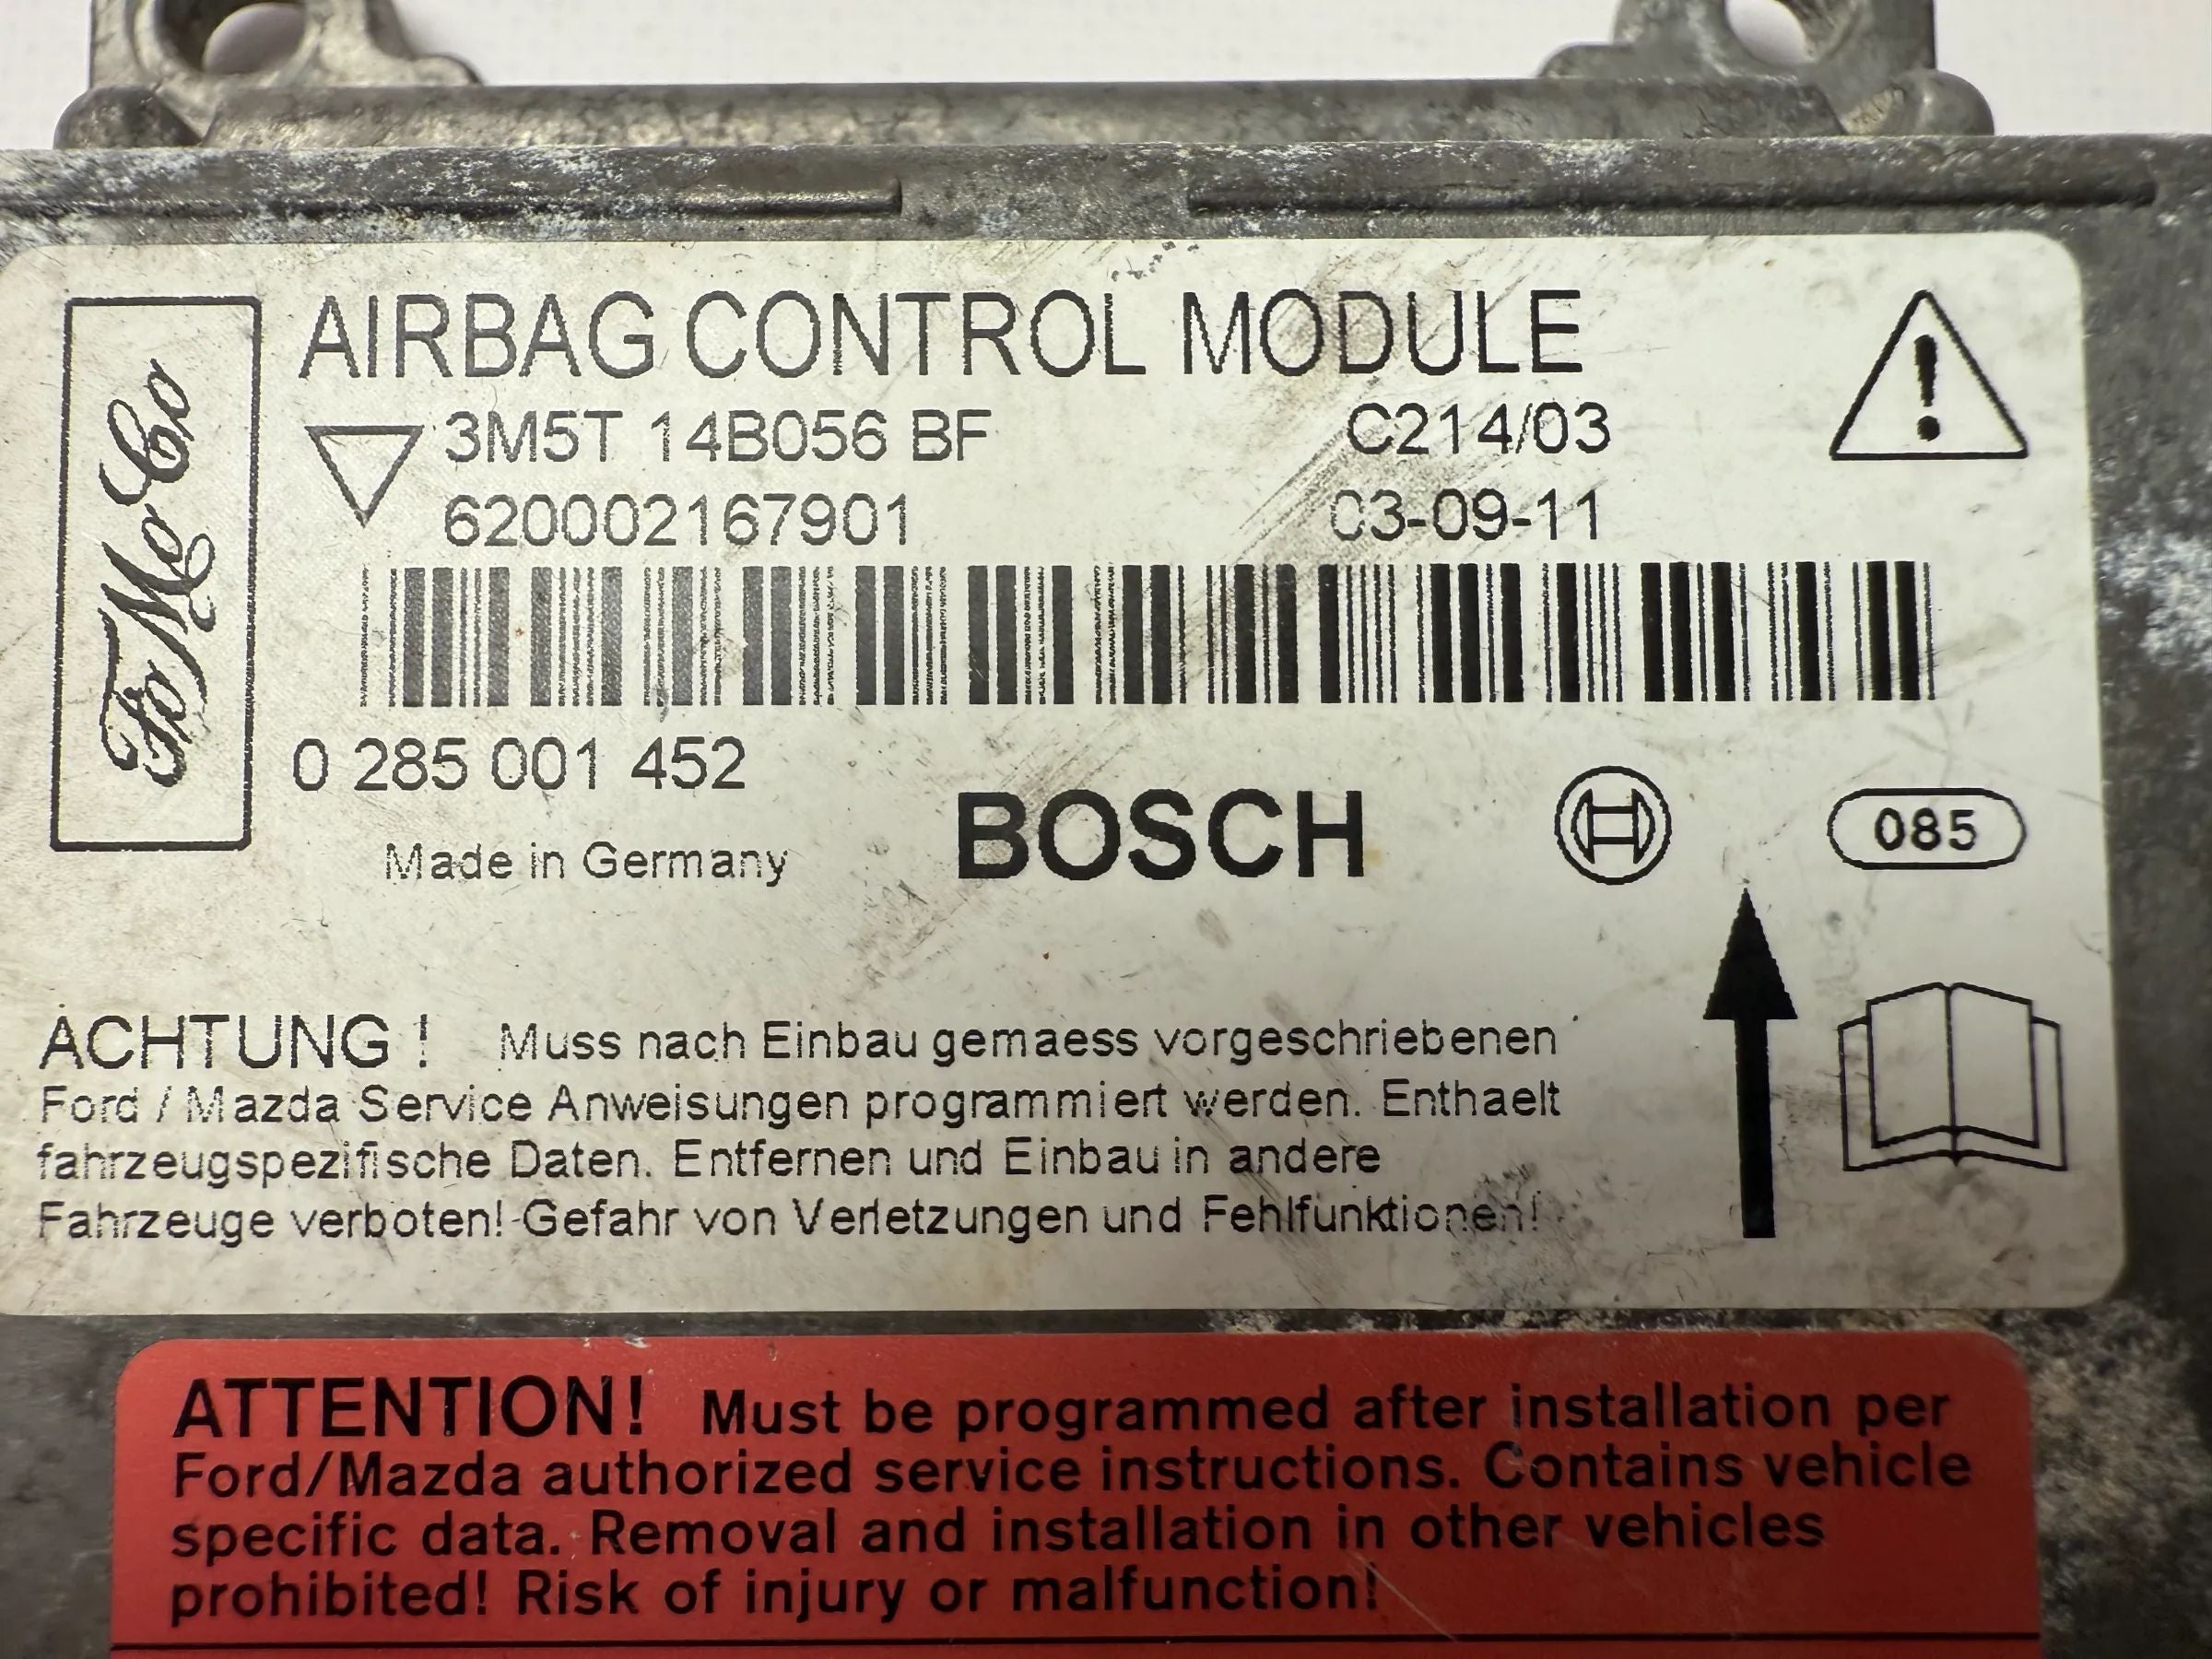 FoMoCo
AIRBAG CONTROL MODULE
3M5T 14B056 BF C214/03
620002167901 03-09-11
0 285 001 452
Made in Germany BOSCH 085
ACHTUNG ! Muss nach Einbau gemaess vorgeschriebenen
Ford / Mazda Service Anweisungen programmiert werden. Enthaelt
fahrzeugspezifische Daten. Entfernen und Einbau in andere
Fahrzeuge verboten! Gefahr von Verletzungen und Fehlfunktionen!
ATTENTION! Must be programmed after installation per
Ford/Mazda authorized service instructions. Contains vehicle
specific data. Removal and installation in other vehicles
prohibited! Risk of injury or malfunction!